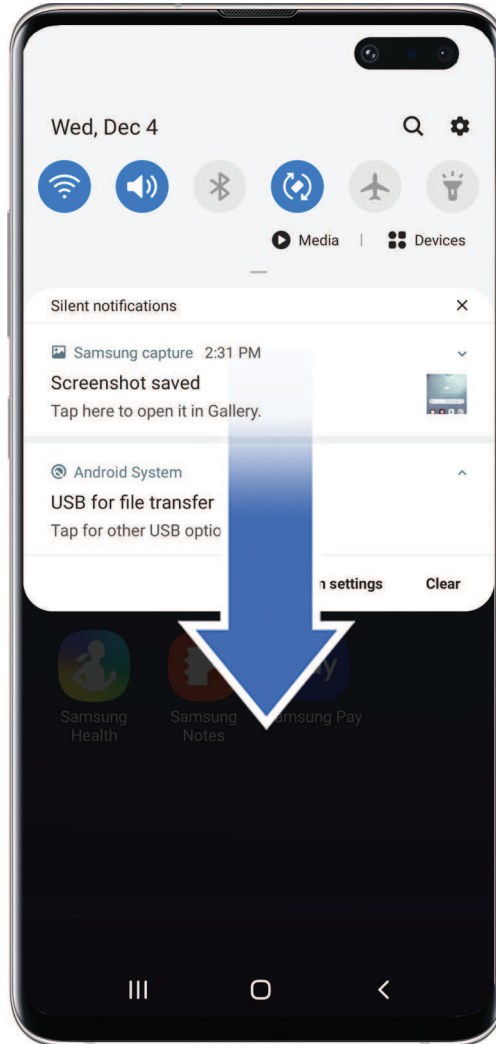 Wed, Dec 4
Media | Devices
Silent notifications
Samsung capture 2:31 PM
Screenshot saved
Tap here to open it in Gallery.
Android System
USB for file transfer
Tap for other USB
settings Clear
Samsung Health
Samsung Notes
Pay